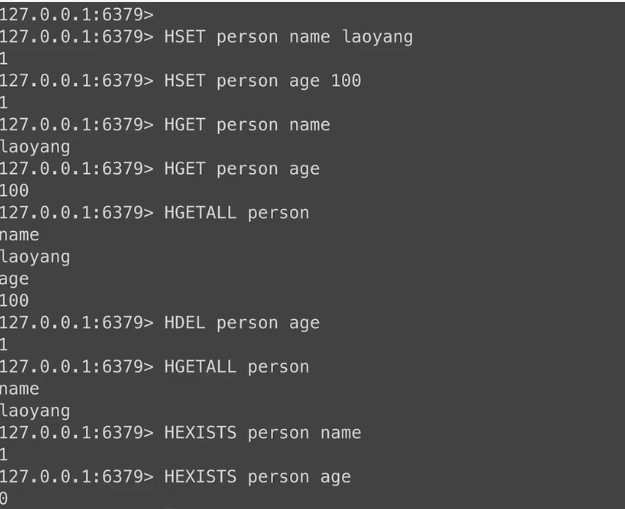 127.0.0.1:6379>
127.0.0.1:6379> HSET person name laoyang
1
127.0.0.1:6379> HSET person age 100
1
127.0.0.1:6379> HGET person name
laoyang
127.0.0.1:6379> HGET person age
100
127.0.0.1:6379> HGETALL person
name
laoyang
age
100
127.0.0.1:6379> HDEL person age
1
127.0.0.1:6379> HGETALL person
name
laoyang
127.0.0.1:6379> HEXISTS person name
1
127.0.0.1:6379> HEXISTS person age
0